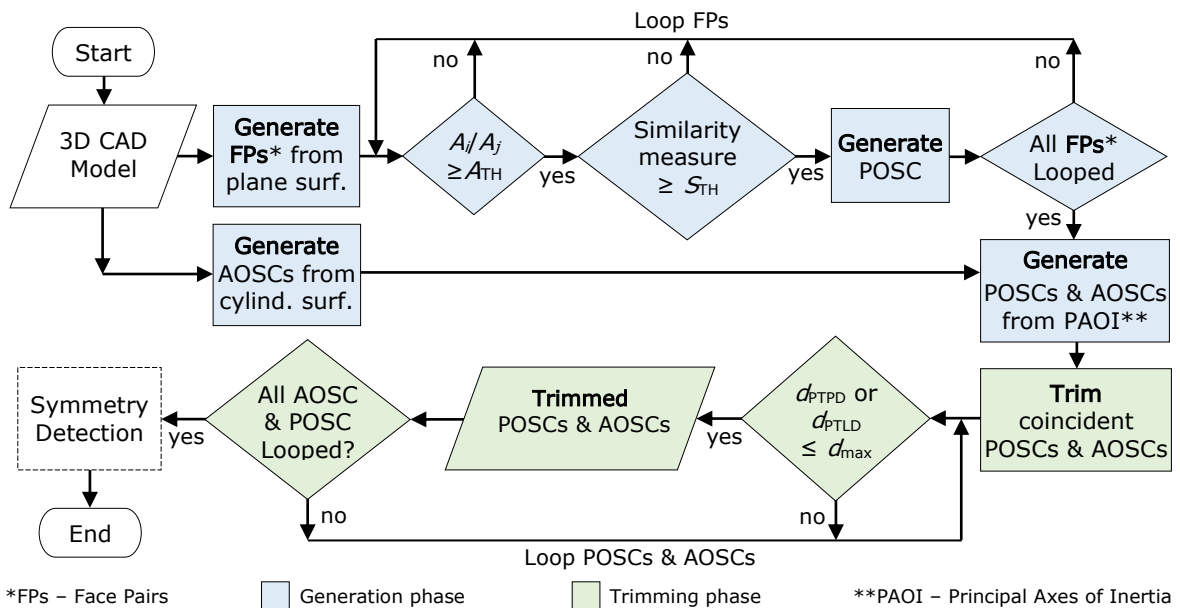 Loop FPs
Start
no
no
no
3D CAD
Model
Generate
FPs* from
plane surf.
Ai/Aj
≥ATH
yes
Similarity
measure
≥ STH
yes
Generate
POSC
All FPs*
Looped
yes
Generate
AOSCs from
cylind. surf.
Generate
POSCs & AOSCs
from PAOI**
Symmetry
Detection
yes
All AOSC
& POSC
Looped?
Trimmed
POSCs & AOSCs
yes
dPTPD or
dPTLD
≤ dmax
Trim
coincident
POSCs & AOSCs
End
no
no
Loop POSCs & AOSCs
*FPs – Face Pairs
Generation phase
Trimming phase
**PAOI – Principal Axes of Inertia